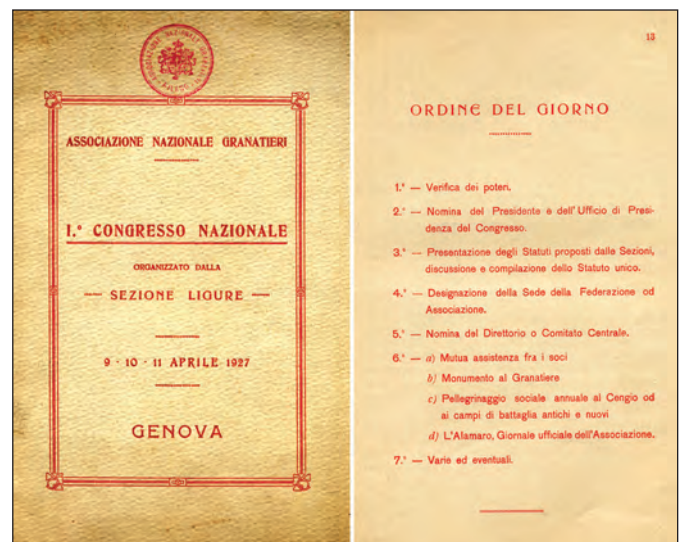 ASSOCIAZIONE NAZIONALE GRANATIERI
1.° CONGRESSO NAZIONALE
ORGANIZZATO DALLA
SEZIONE LIGURE
9 - 10 - 11 APRILE 1927
GENOVA
13
ORDINE DEL GIORNO
1.° — Verifica dei poteri.
2.° — Nomina del Presidente e dell'Ufficio di Presi-
denza del Congresso.
3.° — Presentazione degli Statuti proposti dalle Sezioni,
discussione e compilazione dello Statuto unico.
4.° — Designazione della Sede della Federazione od
Associazione.
5.° — Nomina del Direttorio o Comitato Centrale.
6.° — a) Mutua assistenza fra i soci
b) Monumento al Granatiere
c) Pellegrinaggio sociale annuale al Cengio od
ai campi di battaglia antichi e nuovi
d) L'Alamaro, Giornale ufficiale dell'Associazione.
7.° — Varie ed eventuali.